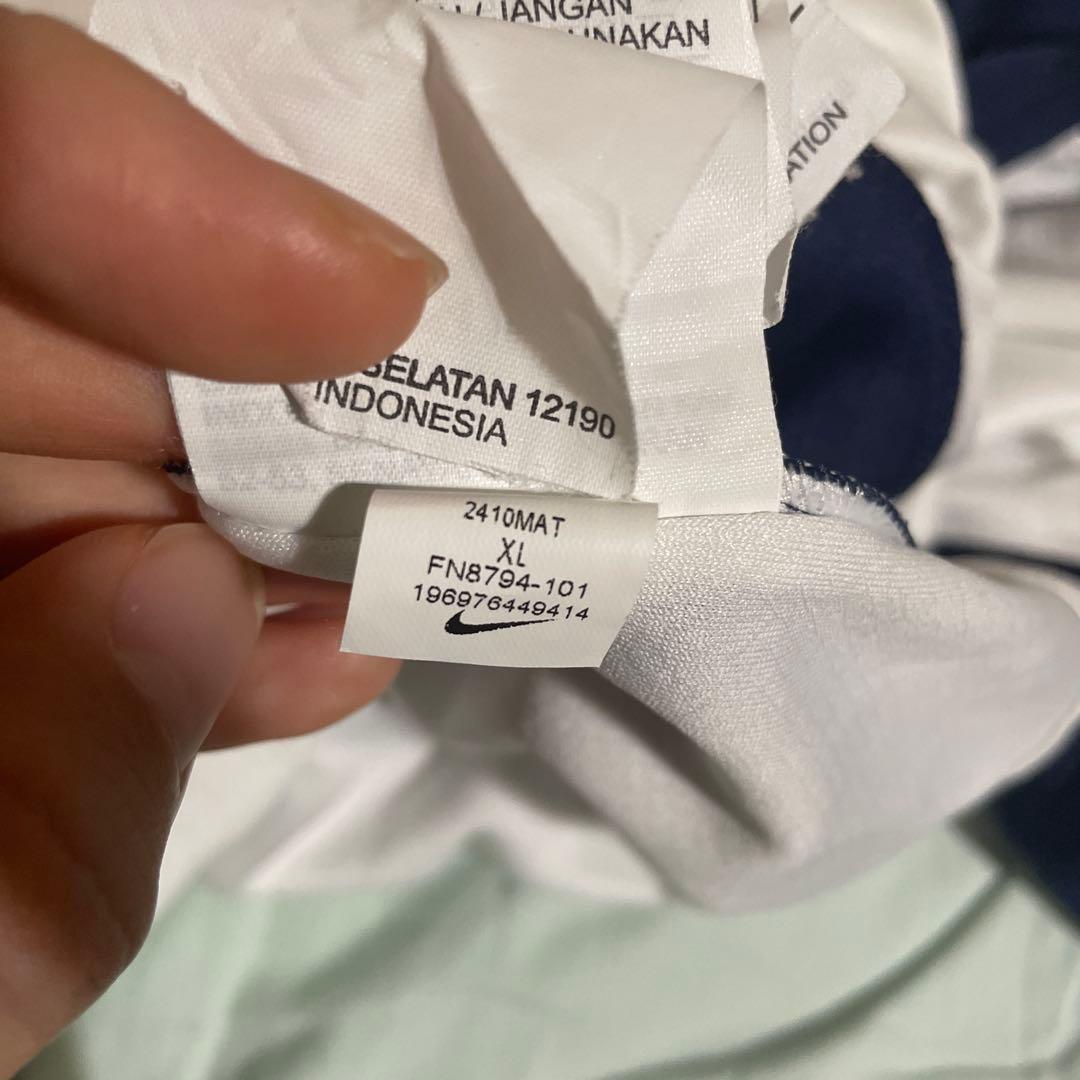 JANGAN
UNAKAN
ATION
SELATAN 12190
INDONESIA
2410MAT
XL
FN8794-101
196976449414